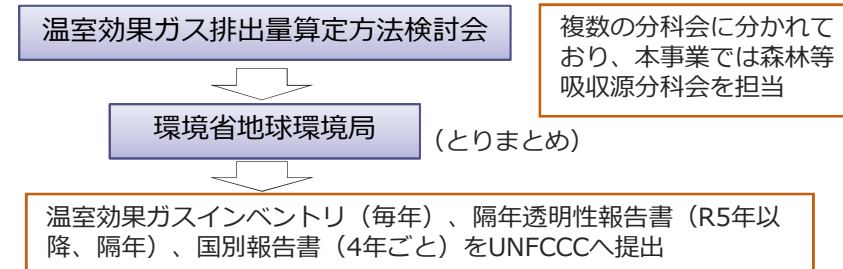 温室効果ガス排出量算定方法検討会
複数の分科会に分かれて
おり、本事業では森林等
吸収源分科会を担当
環境省地球環境局
（とりまとめ）
温室効果ガスインベントリ（毎年）、隔年透明性報告書（R5年以
降、隔年）、国別報告書（4年ごと）をUNFCCCへ提出